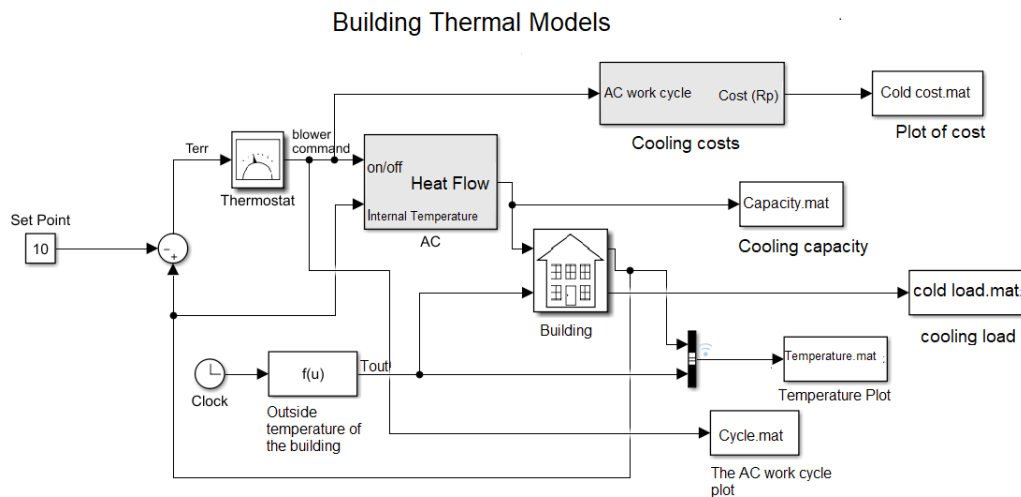 Building Thermal Models
AC work cycle
Cost (Rp)
Cold cost.mat
Cooling costs
Plot of cost
blower
command
Terr
Thermostat
on/off
Heat Flow
Internal Temperature
AC
Capacity.mat
Cooling capacity
Set Point
10
-
+
Building
cold load.mat.
cooling load
Clock
f(u)
Tout
Outside
temperature of
the building
Temperature.mat
;
Temperature Plot
Cycle.mat
The AC work cycle
plot